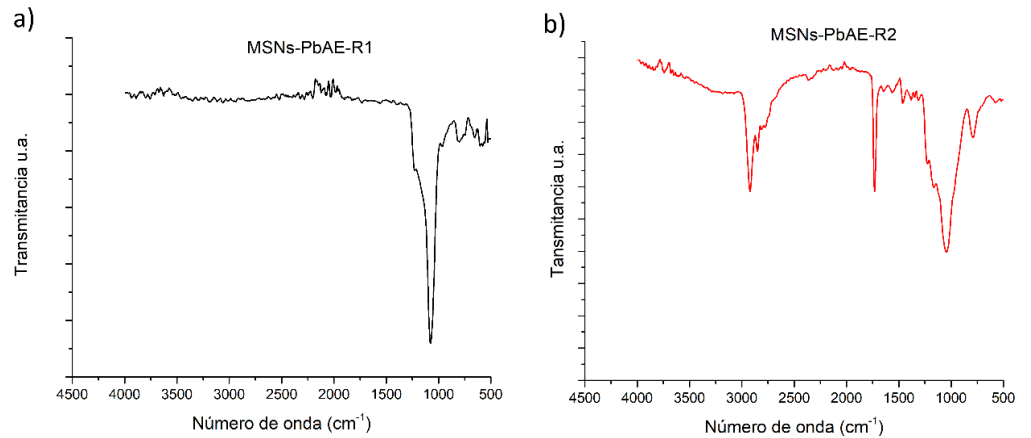 a)
MSNs-PbAE-R1
Transmitancia u.a.
4500 4000 3500 3000 2500 2000 1500 1000 500
Número de onda (cm-1)
b)
MSNs-PbAE-R2
Tansmitancia u.a.
4500 4000 3500 3000 2500 2000 1500 1000 500
Número de onda (cm-1)